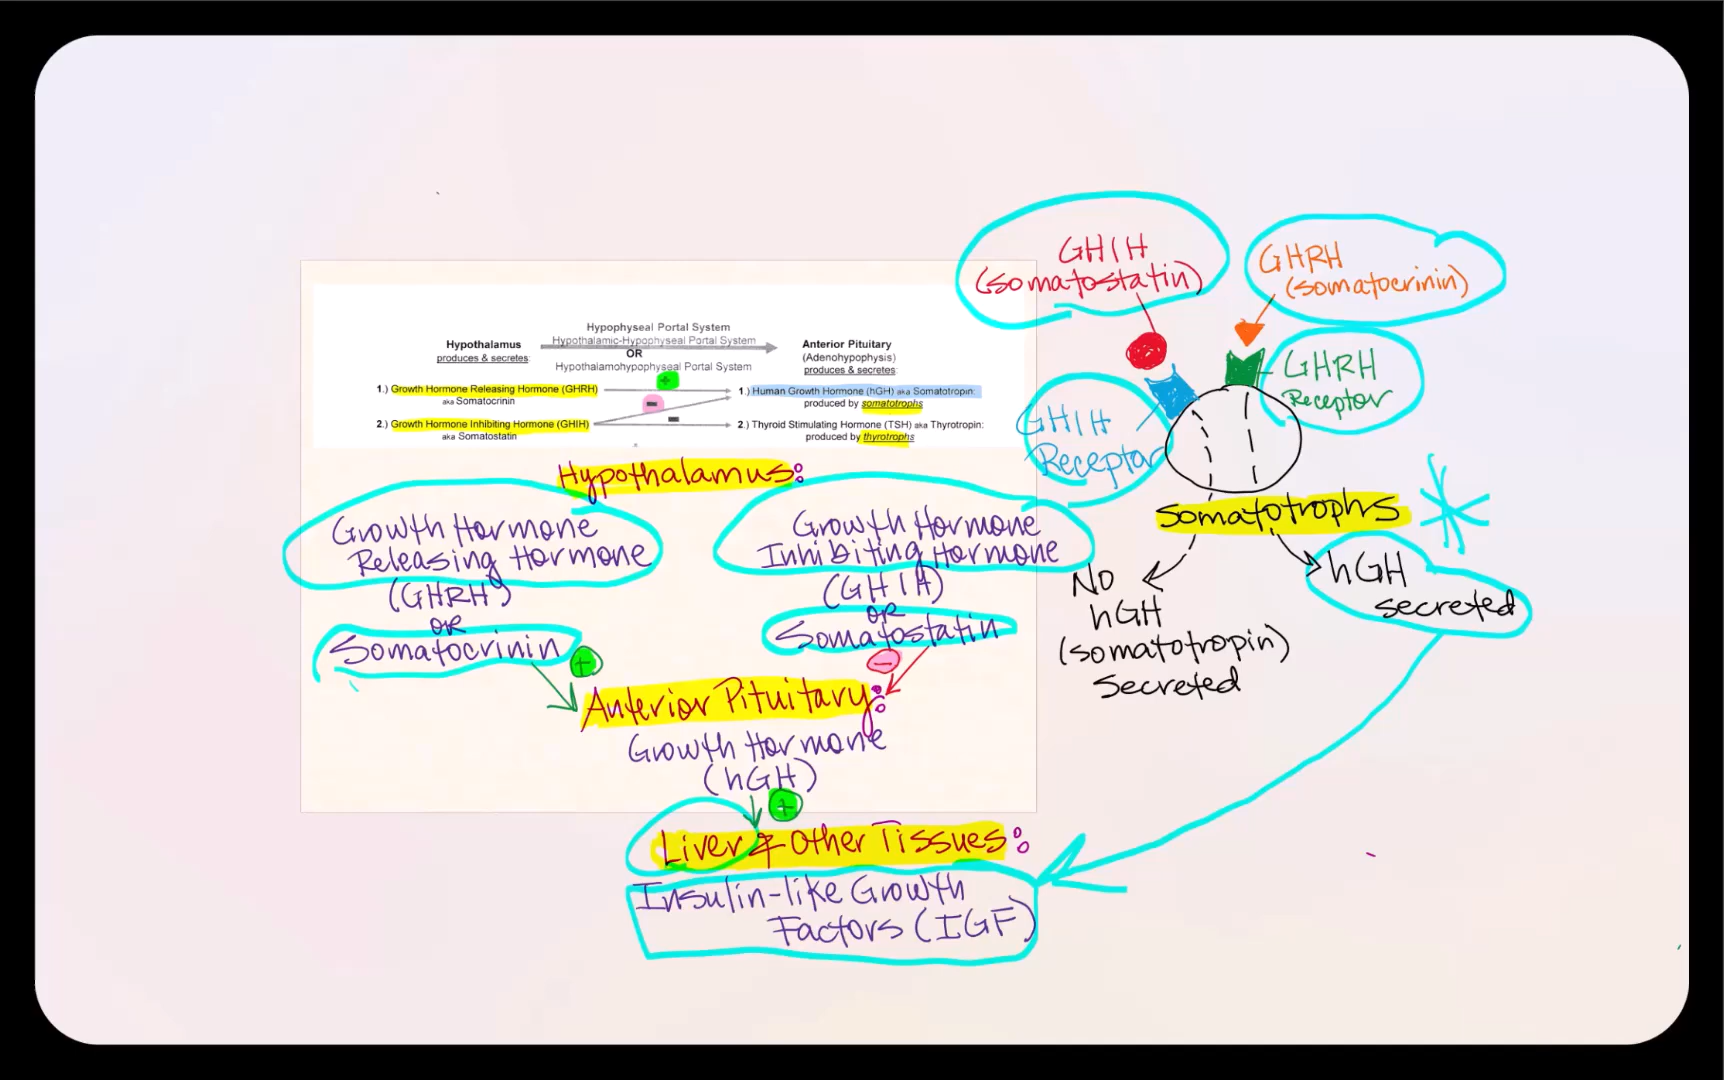 Hypophyseal Portal System
Hypothalamus
Hypothalamic-Hypophyseal Portal System
Anterior Pituitary
produces & secretes:
OR
(Adenohypophysis)
Hypothalamohypophyseal Portal System
produces & secretes:
+
1.) Growth Hormone Releasing Hormone (GHRH)
1.) Human Growth Hormone (hGH) aka Somatotropin:
aka Somatocrinin
-
produced by somatotrophs
2.) Growth Hormone Inhibiting Hormone (GHIH)
-
2.) Thyroid Stimulating Hormone (TSH) aka Thyrotropin:
aka Somatostatin
produced by thyrotrophs
Hypothalamus:
Growth Hormone
Releasing Hormone
(GHRH)
OR
Somatocrinin
+
Growth Hormone
Inhibiting Hormone
(GHIH)
OR
Somatostatin
-
Anterior Pituitary:
Growth Hormone
(hGH)
+
Liver & Other Tissues:
Insulin-like Growth
Factors (IGF)
GHIH
(somatostatin)
GHRH
(somatocrinin)
GHRH
Receptor
GHIH
Receptor
Somatotrophs
No
hGH
(somatotropin)
Secreted
hGH
secreted